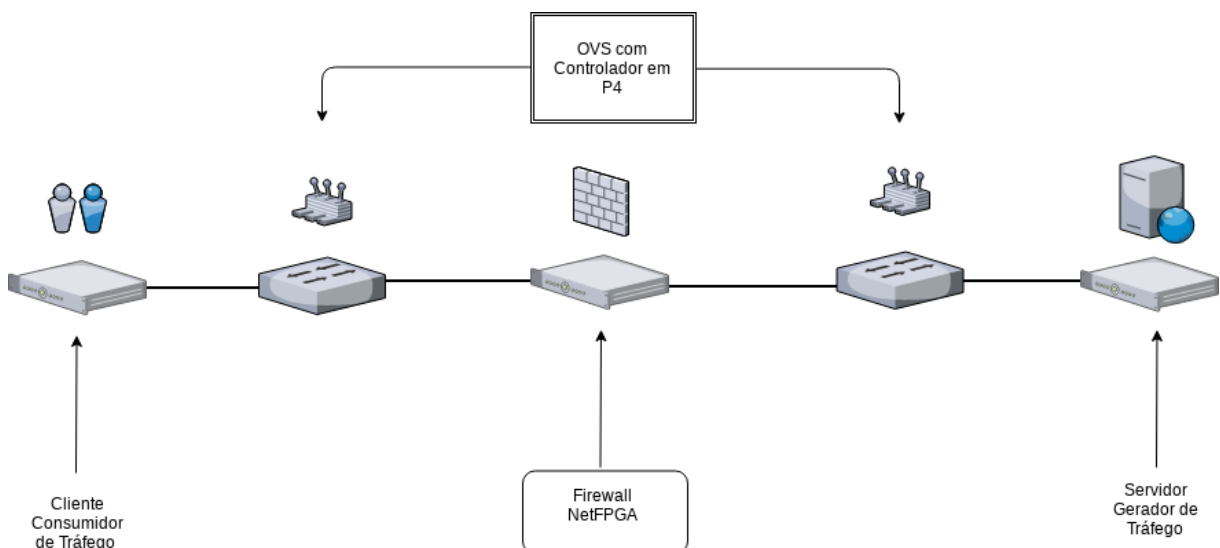 OVS com
Controlador em
P4
Cliente
Consumidor
de Tráfego
Firewall
NetFPGA
Servidor
Gerador de
Tráfego